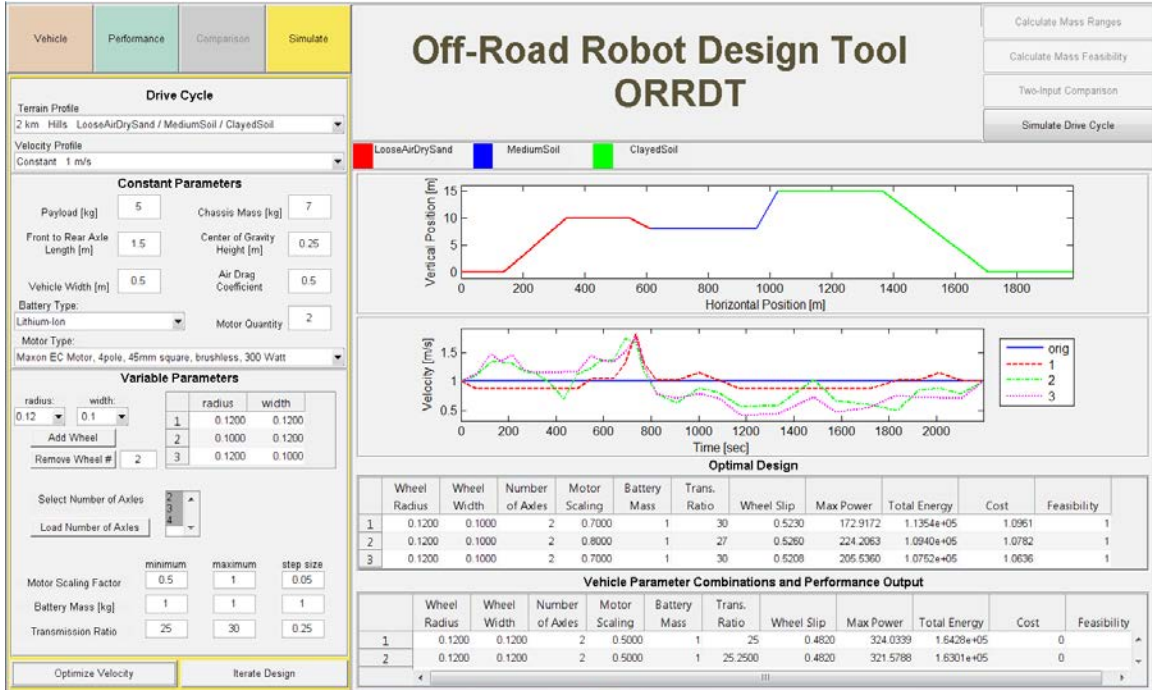 Vehicle
Performance
Comparison
Simulate
Off-Road Robot Design Tool
ORRDT
Calculate Mass Ranges
Calculate Mass Feasibility
Two-Input Comparison
Simulate Drive Cycle
Drive Cycle
Terrain Profile
2 km Hills LooseAirDrySand / MediumSoil / ClayedSoil
Velocity Profile
Constant 1 m/s
Constant Parameters
Payload [kg] 5 Chassis Mass [kg] 7
Front to Rear Axle
Length [m] 1.5
Center of Gravity
Height [m] 0.25
Vehicle Width [m] 0.5
Air Drag
Coefficient 0.5
Battery Type:
Lithium-Ion
Motor Quantity 2
Motor Type:
Maxon EC Motor, 4pole, 45mm square, brushless, 300 Watt
Variable Parameters
radius: width:
0.12 0.1
Add Wheel
Remove Wheel # 2
radius width
1 0.1200 0.1200
2 0.1000 0.1200
3 0.1200 0.1000
Select Number of Axles
2
3
4
Load Number of Axles
minimum maximum step size
Motor Scaling Factor 0.5 1 0.05
Battery Mass [kg] 1 1 1
Transmission Ratio 25 30 0.25
Optimize Velocity
Iterate Design
LooseAirDrySand MediumSoil ClayedSoil
Vertical Position [m]
15
10
5
0
0 200 400 600 800 1000 1200 1400 1600 1800
Horizontal Position [m]
Velocity [m/s]
1.5
1
0.5
0 200 400 600 800 1000 1200 1400 1600 1800 2000
Time [sec]
orig
1
2
3
Optimal Design
Wheel Radius Wheel Width Number of Axles Motor Scaling Battery Mass Trans. Ratio Wheel Slip Max Power Total Energy Cost Feasibility
1 0.1200 0.1000 2 0.7000 1 30 0.5230 172.9172 1.1354e+05 1.0961 1
2 0.1200 0.1000 2 0.8000 1 27 0.5260 224.2063 1.0940e+05 1.0782 1
3 0.1200 0.1000 2 0.7000 1 30 0.5208 205.5360 1.0752e+05 1.0636 1
Vehicle Parameter Combinations and Performance Output
Wheel Radius Wheel Width Number of Axles Motor Scaling Battery Mass Trans. Ratio Wheel Slip Max Power Total Energy Cost Feasibility
1 0.1200 0.1200 2 0.5000 1 25 0.4820 324.0339 1.6428e+05 0
2 0.1200 0.1200 2 0.5000 1 25.2500 0.4820 321.5788 1.6301e+05 0